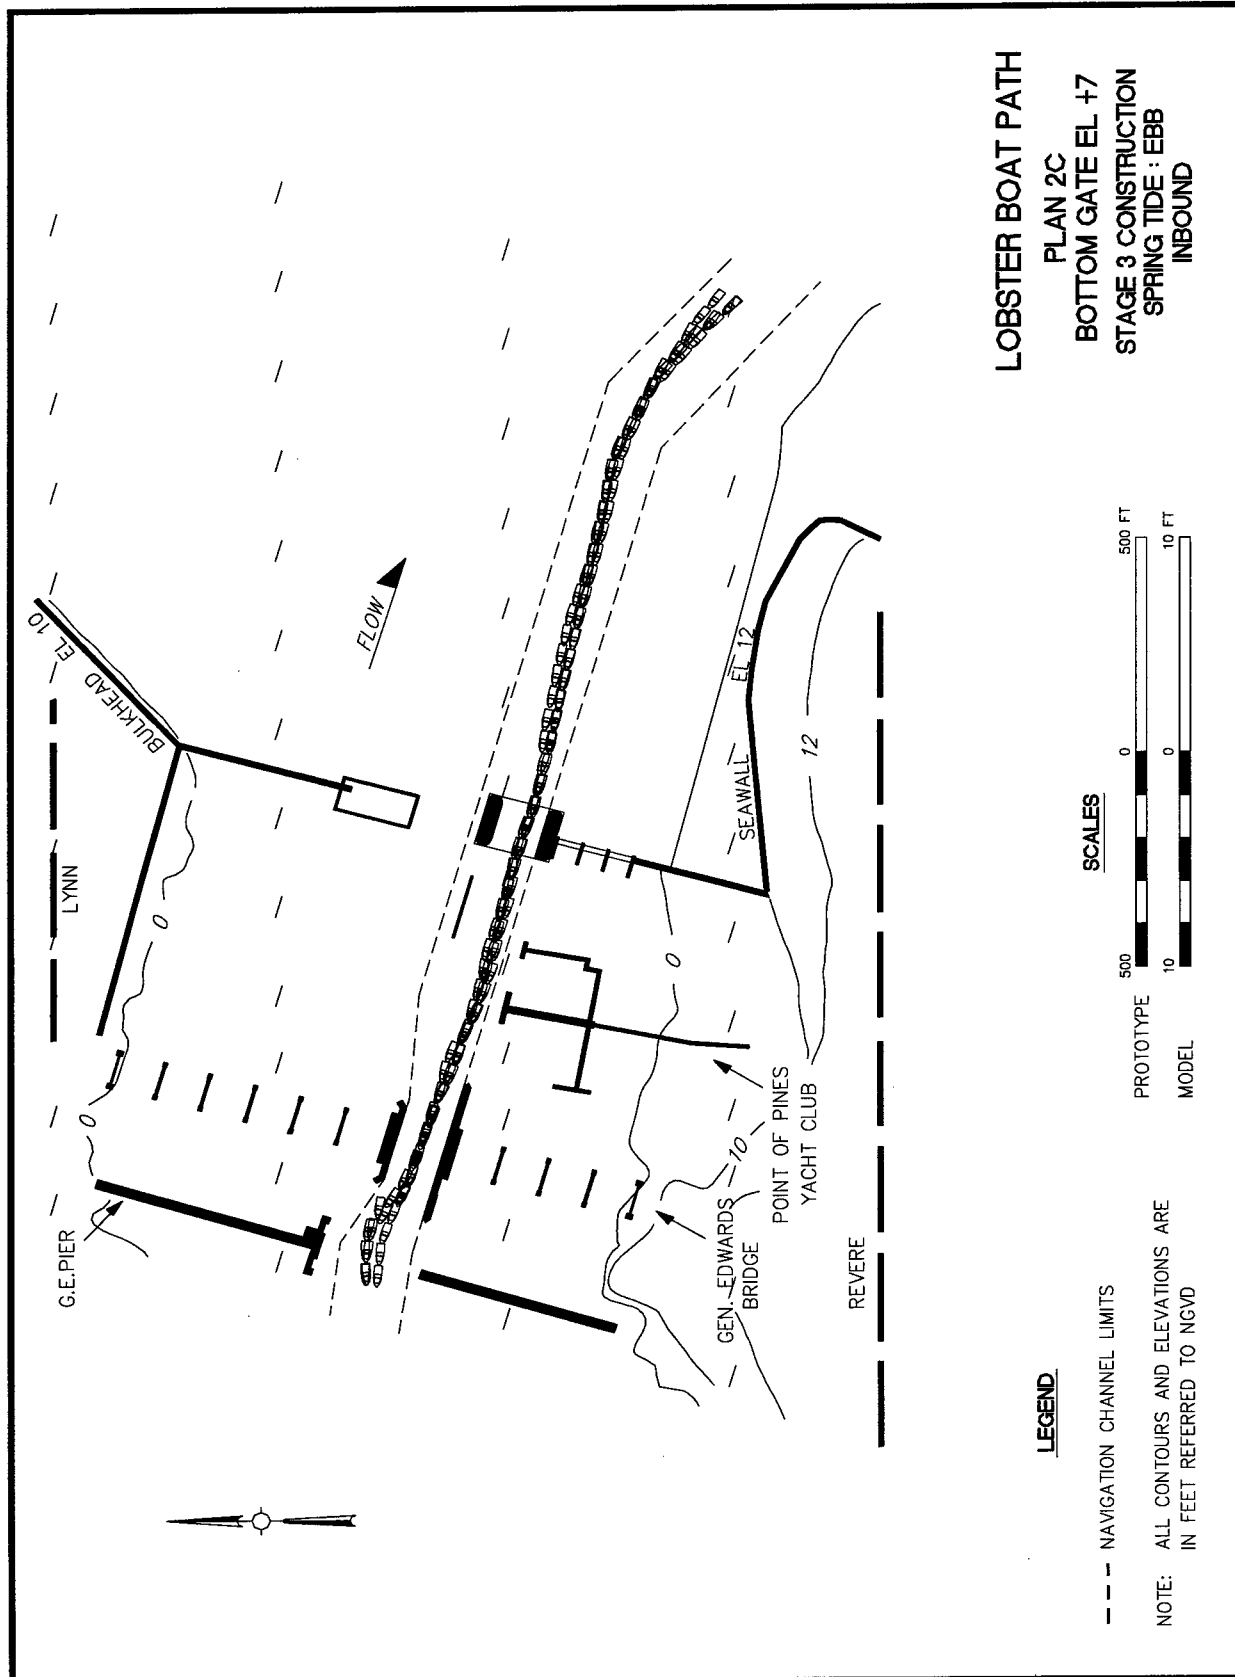 LOBSTER BOAT PATH
PLAN 2C
BOTTOM GATE EL +7
STAGE 3 CONSTRUCTION
SPRING TIDE : EBB
INBOUND
LYNN
BULKHEAD EL 10
FLOW
G.E.PIER
0
0
SEAWALL EL 12
12
0
10
GEN. EDWARDS
BRIDGE
POINT OF PINES
YACHT CLUB
REVERE
LEGEND
NAVIGATION CHANNEL LIMITS
NOTE: ALL CONTOURS AND ELEVATIONS ARE
IN FEET REFERRED TO NGVD
SCALES
PROTOTYPE 500 0 500 FT
MODEL 10 0 10 FT